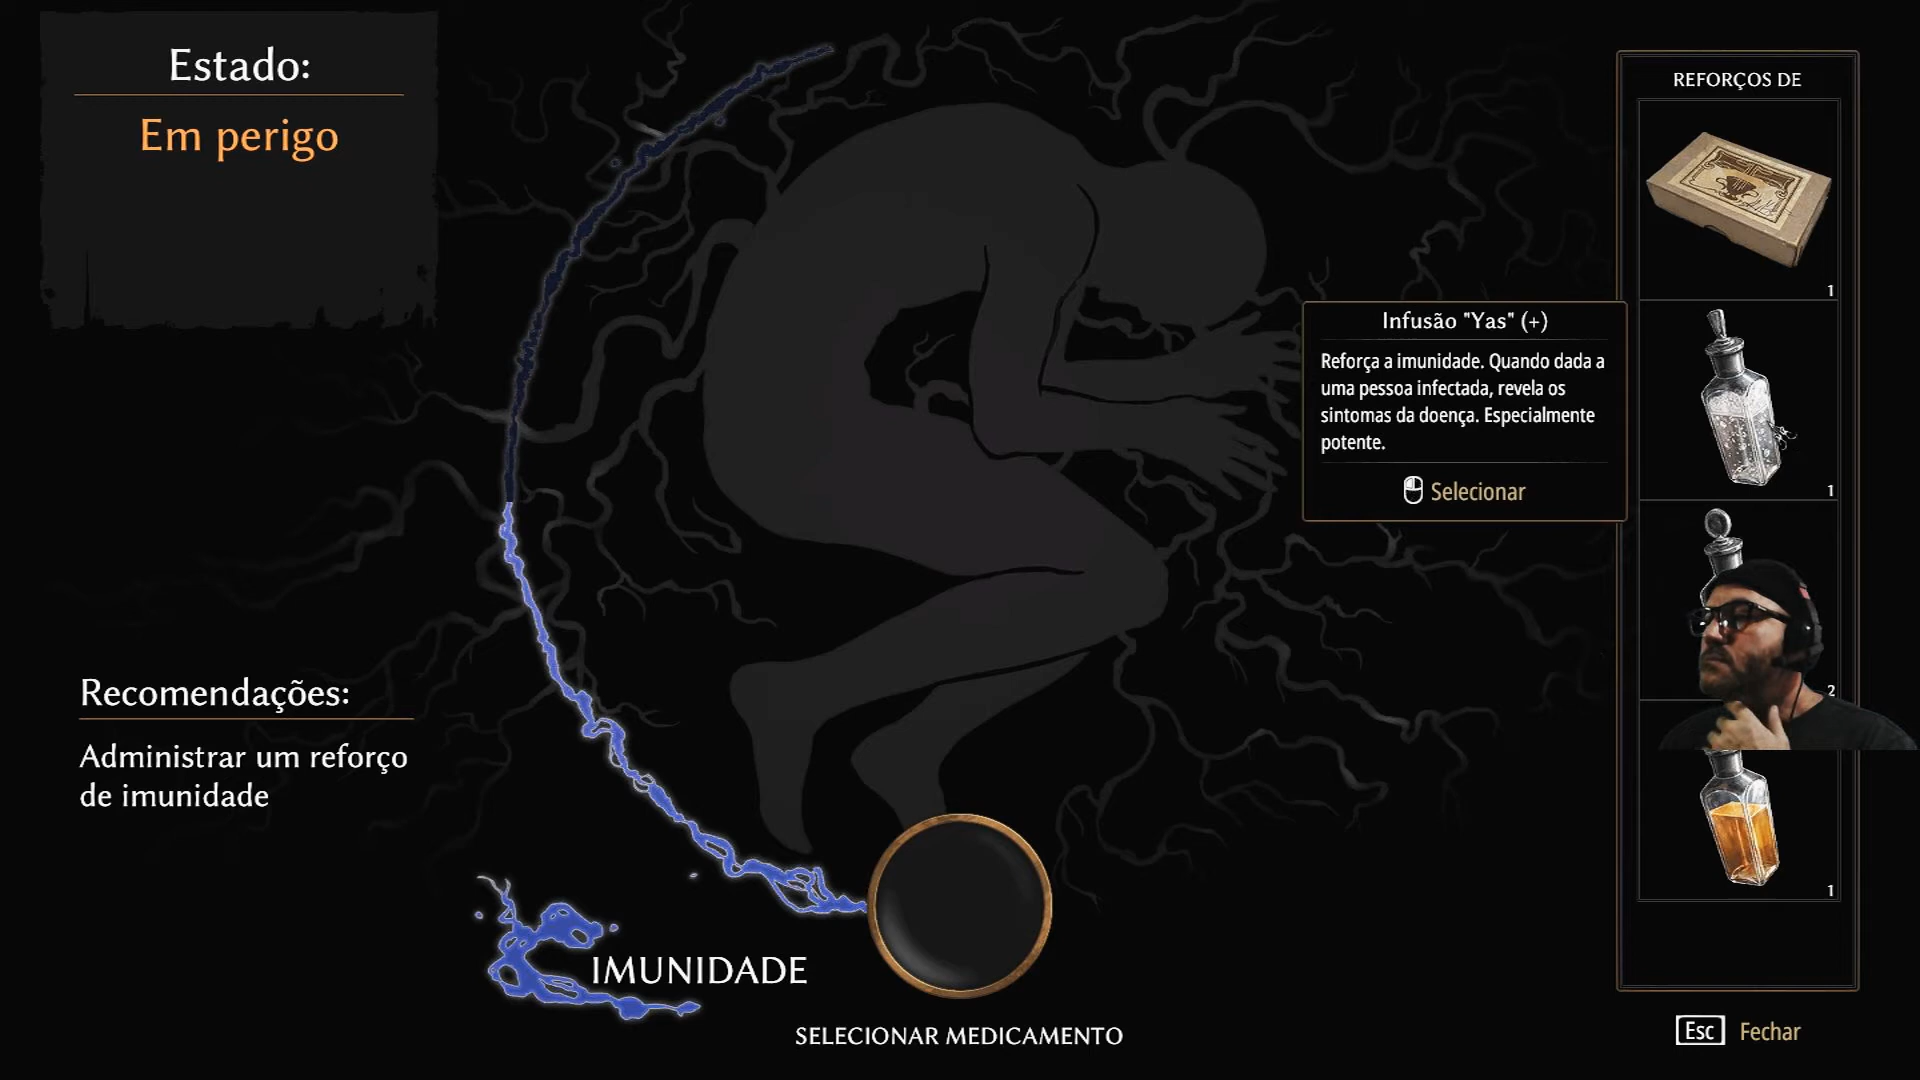 Estado:
Em perigo
REFORÇOS DE
1
Infusão "Yas" (+)
Reforça a imunidade. Quando dada a
uma pessoa infectada, revela os
sintomas da doença. Especialmente
potente.
Selecionar
1
2
1
Recomendações:
Administrar um reforço
de imunidade
IMUNIDADE
SELECIONAR MEDICAMENTO
Esc Fechar